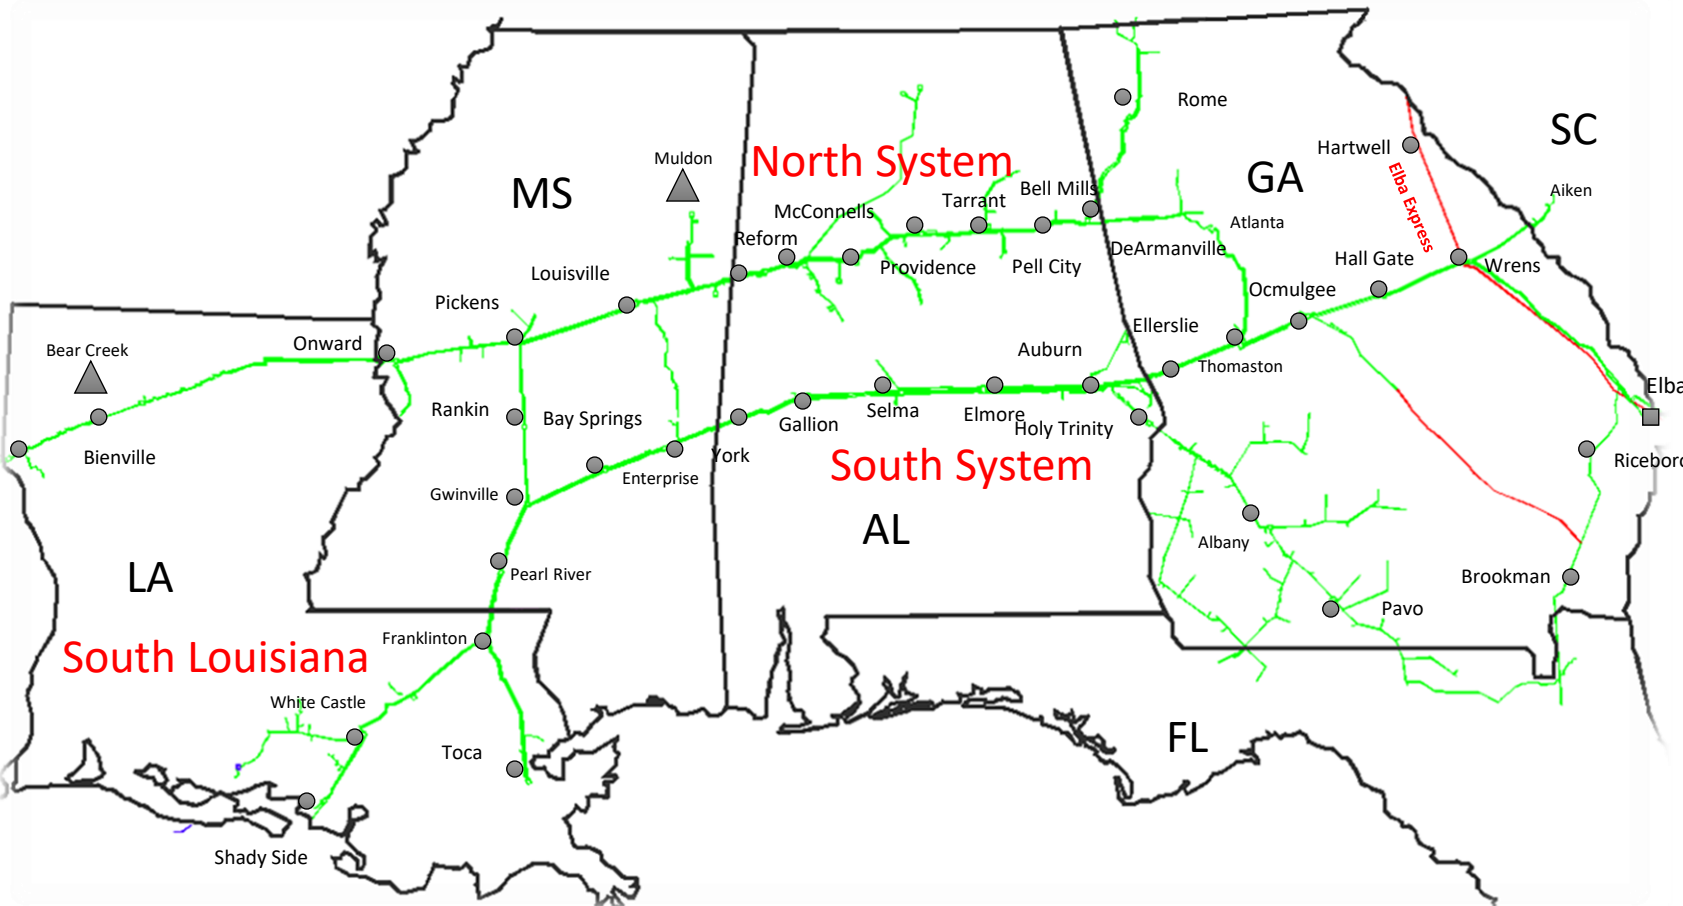 Rome
SC
Hartwell
Muldon
North System
GA
MS
Bell Mills
Aiken
Tarrant
Elba Express
McConnells
Atlanta
Reform
DeArmanville
Hall Gate
Wrens
Louisville
Providence
Pell City
Ocmulgee
Pickens
Ellerslie
Onward
Bear Creek
Auburn
Thomaston
Elba
Rankin
Bay Springs
Selma
Elmore
Gallion
Holy Trinity
Bienville
York
South System
Riceboro
Enterprise
Gwinville
AL
Albany
LA
Pearl River
Brookman
Pavo
Franklinton
South Louisiana
White Castle
FL
Toca
Shady Side